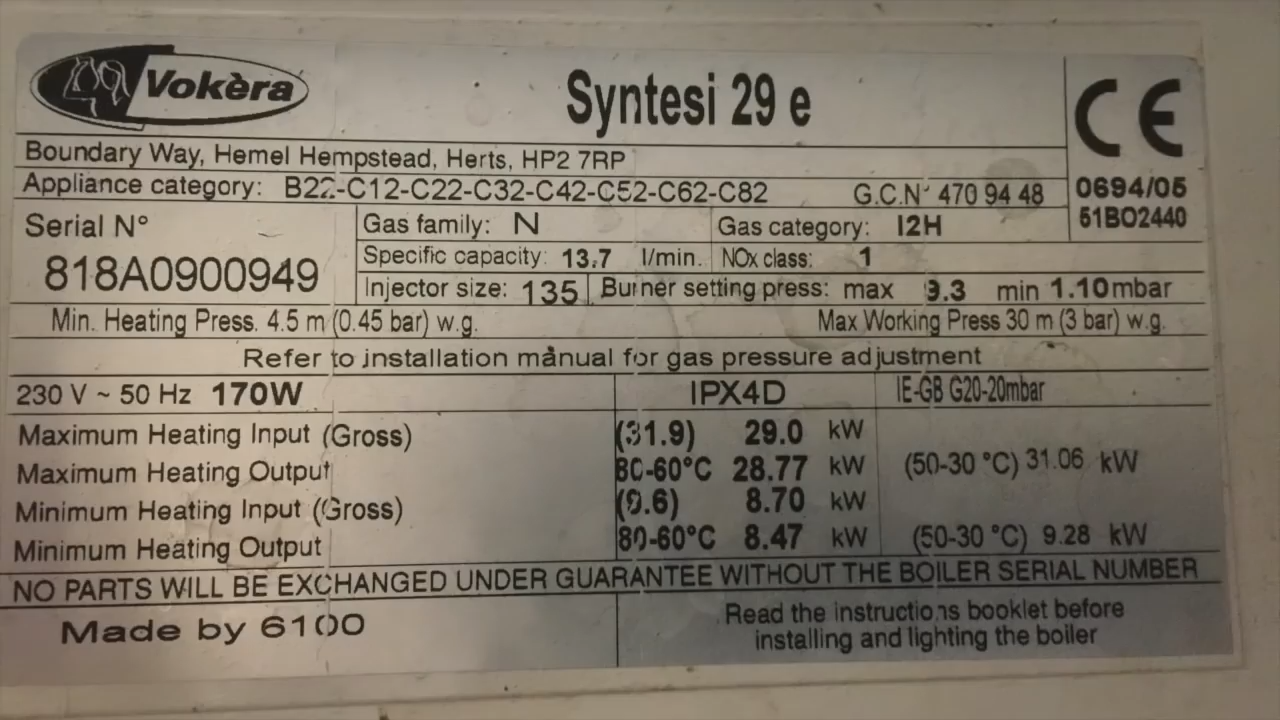 Vokèra
Syntesi 29 e
CE
Boundary Way, Hemel Hempstead, Herts, HP2 7RP
Appliance category: B22-C12-C22-C32-C42-C52-C62-C82 G.C.N° 470 94 48
0694/05
51BO2440
Serial N°
818A0900949
Gas family: N Gas category: I2H
Specific capacity: 13.7 l/min. NOx class: 1
Injector size: 135 Burner setting press: max 9.3 min 1.10mbar
Min. Heating Press. 4.5 m (0.45 bar) w.g. Max Working Press 30 m (3 bar) w.g.
Refer to installation manual for gas pressure adjustment
230 V ~ 50 Hz 170W IPX4D IE-GB G20-20mbar
Maximum Heating Input (Gross) (31.9) 29.0 kW
Maximum Heating Output 80-60°C 28.77 kW (50-30 °C) 31.06 kW
Minimum Heating Input (Gross) (9.6) 8.70 kW
Minimum Heating Output 80-60°C 8.47 kW (50-30 °C) 9.28 kW
NO PARTS WILL BE EXCHANGED UNDER GUARANTEE WITHOUT THE BOILER SERIAL NUMBER
Made by 6100
Read the instructions booklet before
installing and lighting the boiler